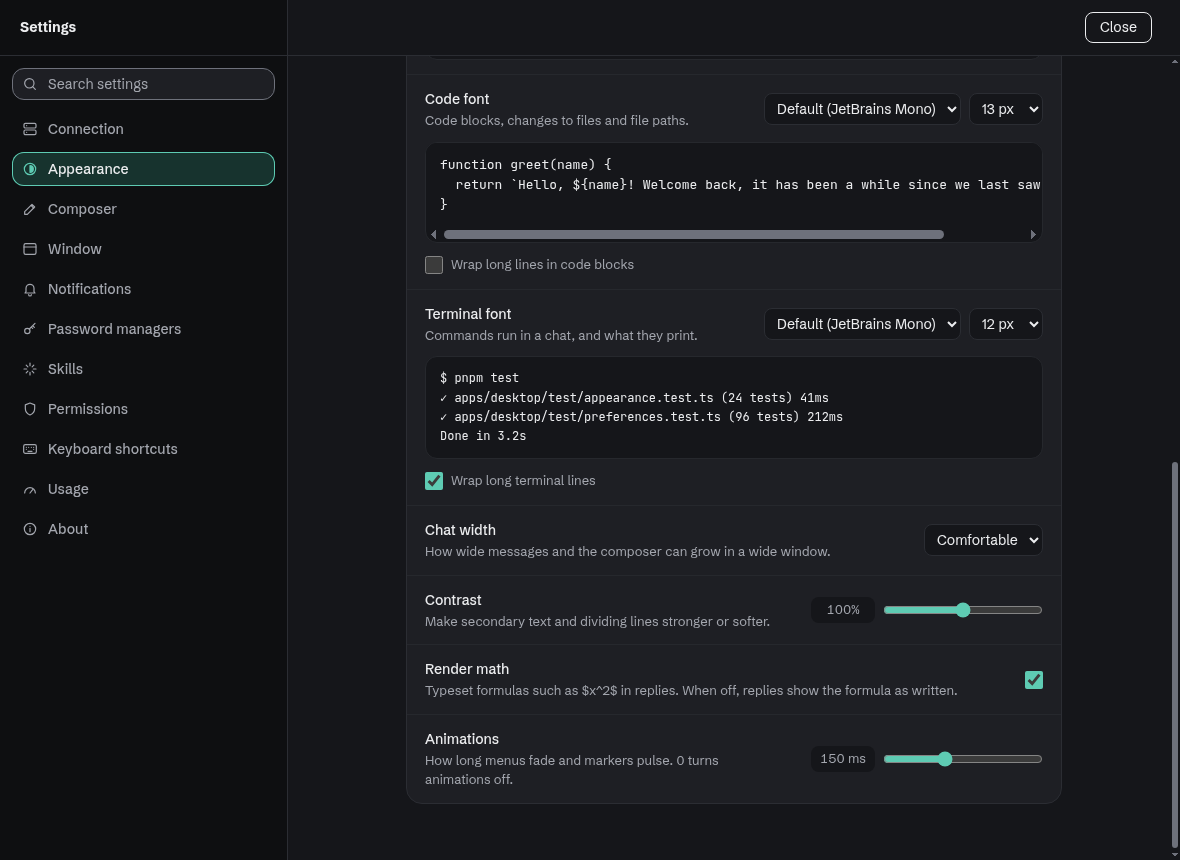 Settings
Close
Search settings
Connection
Appearance
Composer
Window
Notifications
Password managers
Skills
Permissions
Keyboard shortcuts
Usage
About
Code font
Code blocks, changes to files and file paths.
Default (JetBrains Mono)
13 px
function greet(name) {
  return `Hello, ${name}! Welcome back, it has been a while since we last saw
}
Wrap long lines in code blocks
Terminal font
Commands run in a chat, and what they print.
Default (JetBrains Mono)
12 px
$ pnpm test
✓ apps/desktop/test/appearance.test.ts (24 tests) 41ms
✓ apps/desktop/test/preferences.test.ts (96 tests) 212ms
Done in 3.2s
Wrap long terminal lines
Chat width
How wide messages and the composer can grow in a wide window.
Comfortable
Contrast
Make secondary text and dividing lines stronger or softer.
100%
Render math
Typeset formulas such as $x^2$ in replies. When off, replies show the formula as written.
Animations
How long menus fade and markers pulse. 0 turns
animations off.
150 ms